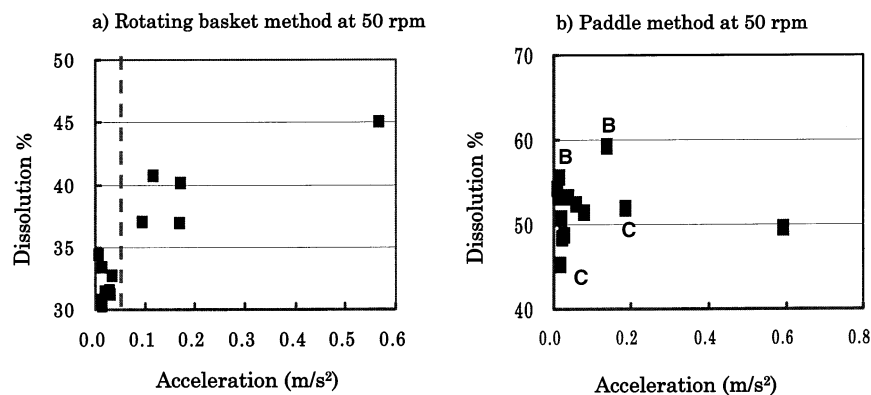 a) Rotating basket method at 50 rpm
50
45
40
35
30
Dissolution %
0.0 0.1 0.2 0.3 0.4 0.5 0.6
Acceleration (m/s²)
b) Paddle method at 50 rpm
70
60
50
40
Dissolution %
B
B
C
C
0.0 0.2 0.4 0.6 0.8
Acceleration (m/s²)